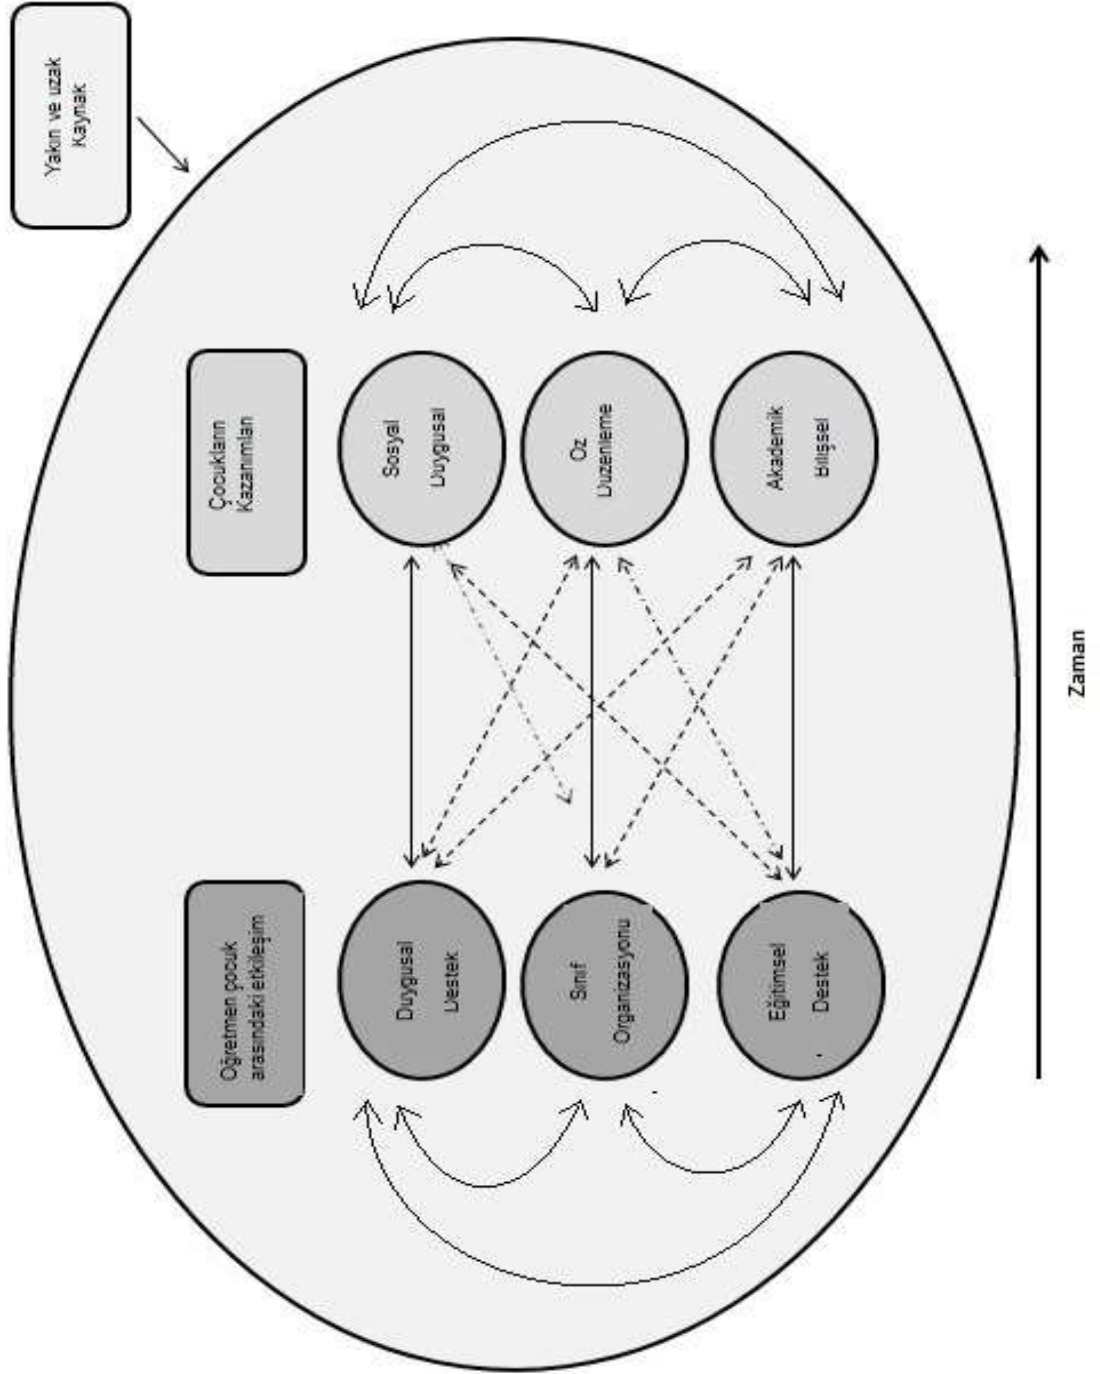 Yakın ve uzak
Kaynak
Öğretmen çocuk
arasındaki etkileşim
Çocukların
Kazanımları
Duygusal
Destek
Sosyal
Duygusal
Sınıf
Organizasyonu
Öz
Düzenleme
Eğitimsel
Destek
Akademik
Bilişsel
Zaman